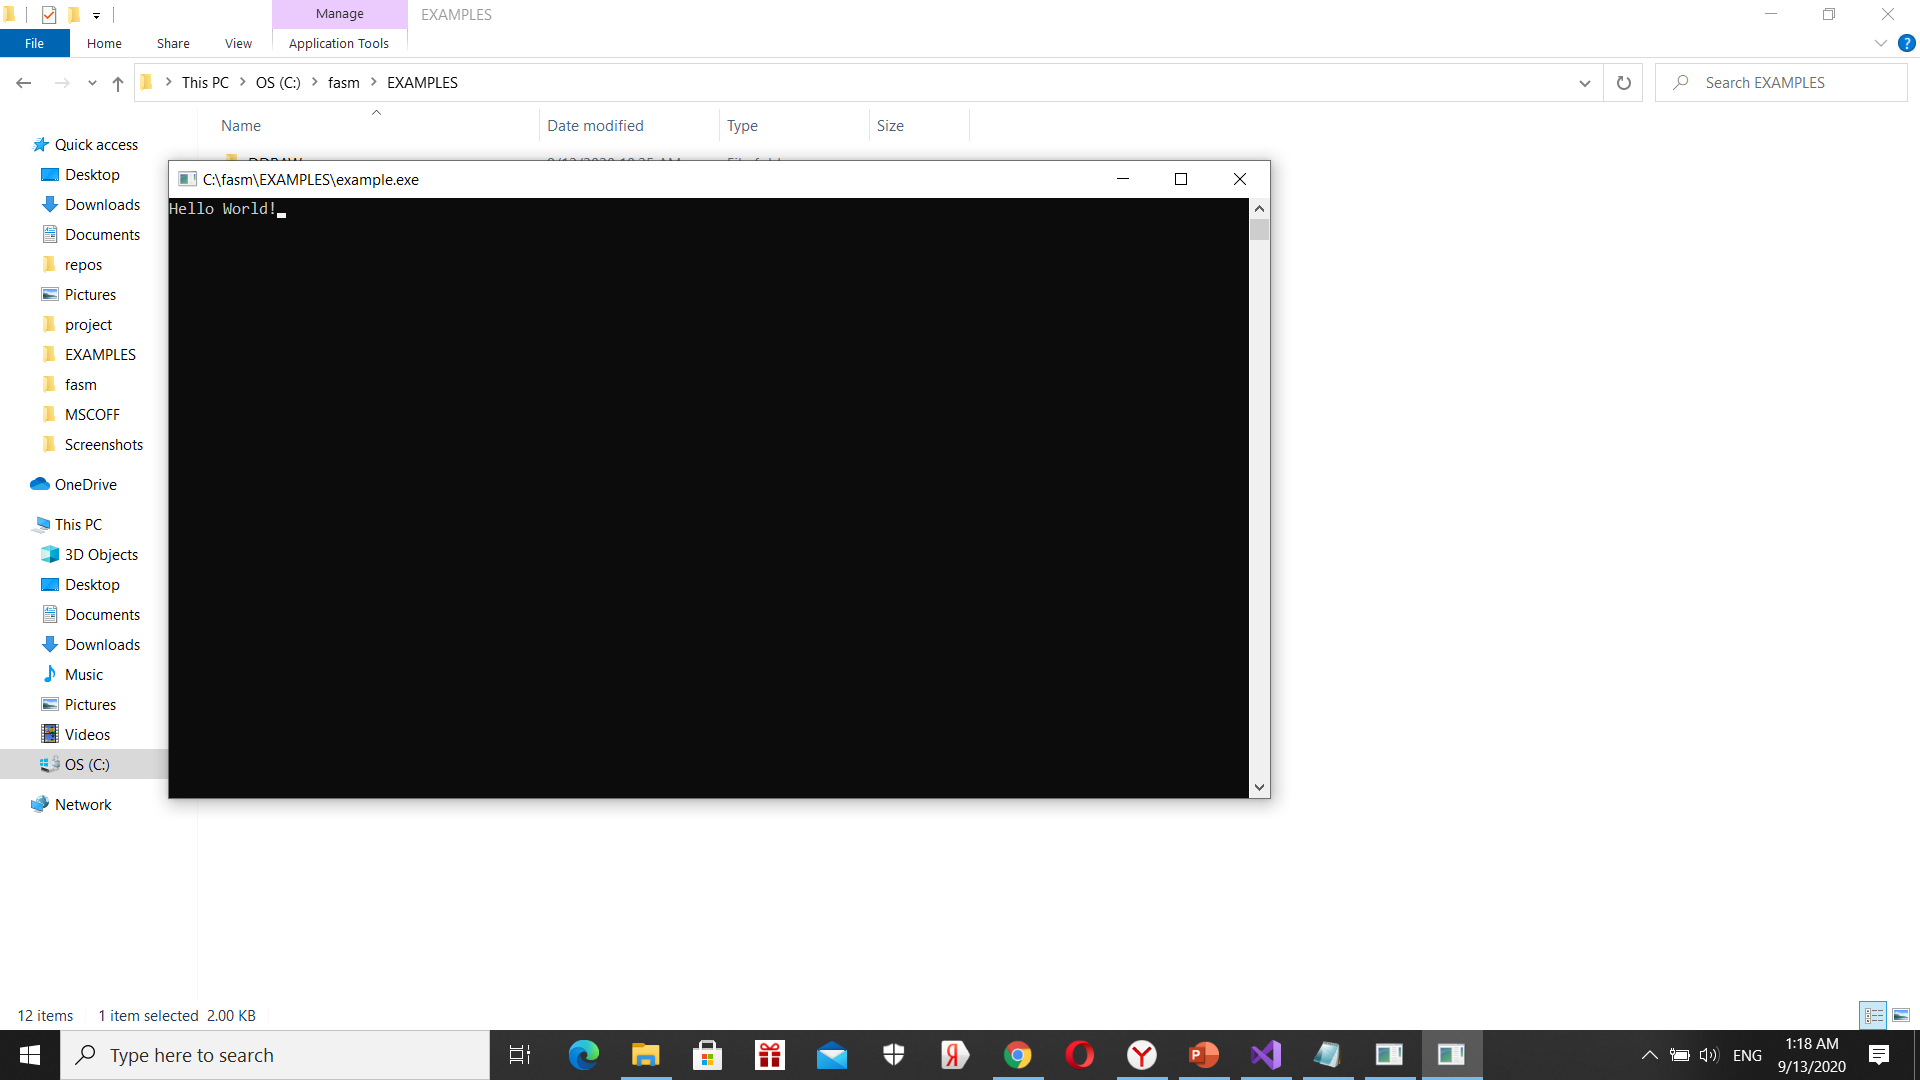 Manage
EXAMPLES
File
Home
Share
View
Application Tools
This PC
OS (C:)
fasm
EXAMPLES
Search EXAMPLES
Name
Date modified
Type
Size
Quick access
Desktop
Downloads
Documents
repos
Pictures
project
EXAMPLES
fasm
MSCOFF
Screenshots
OneDrive
This PC
3D Objects
Desktop
Documents
Downloads
Music
Pictures
Videos
OS (C:)
Network
C:\fasm\EXAMPLES\example.exe
Hello World!
12 items
1 item selected 2.00 KB
Type here to search
ENG
1:18 AM
9/13/2020